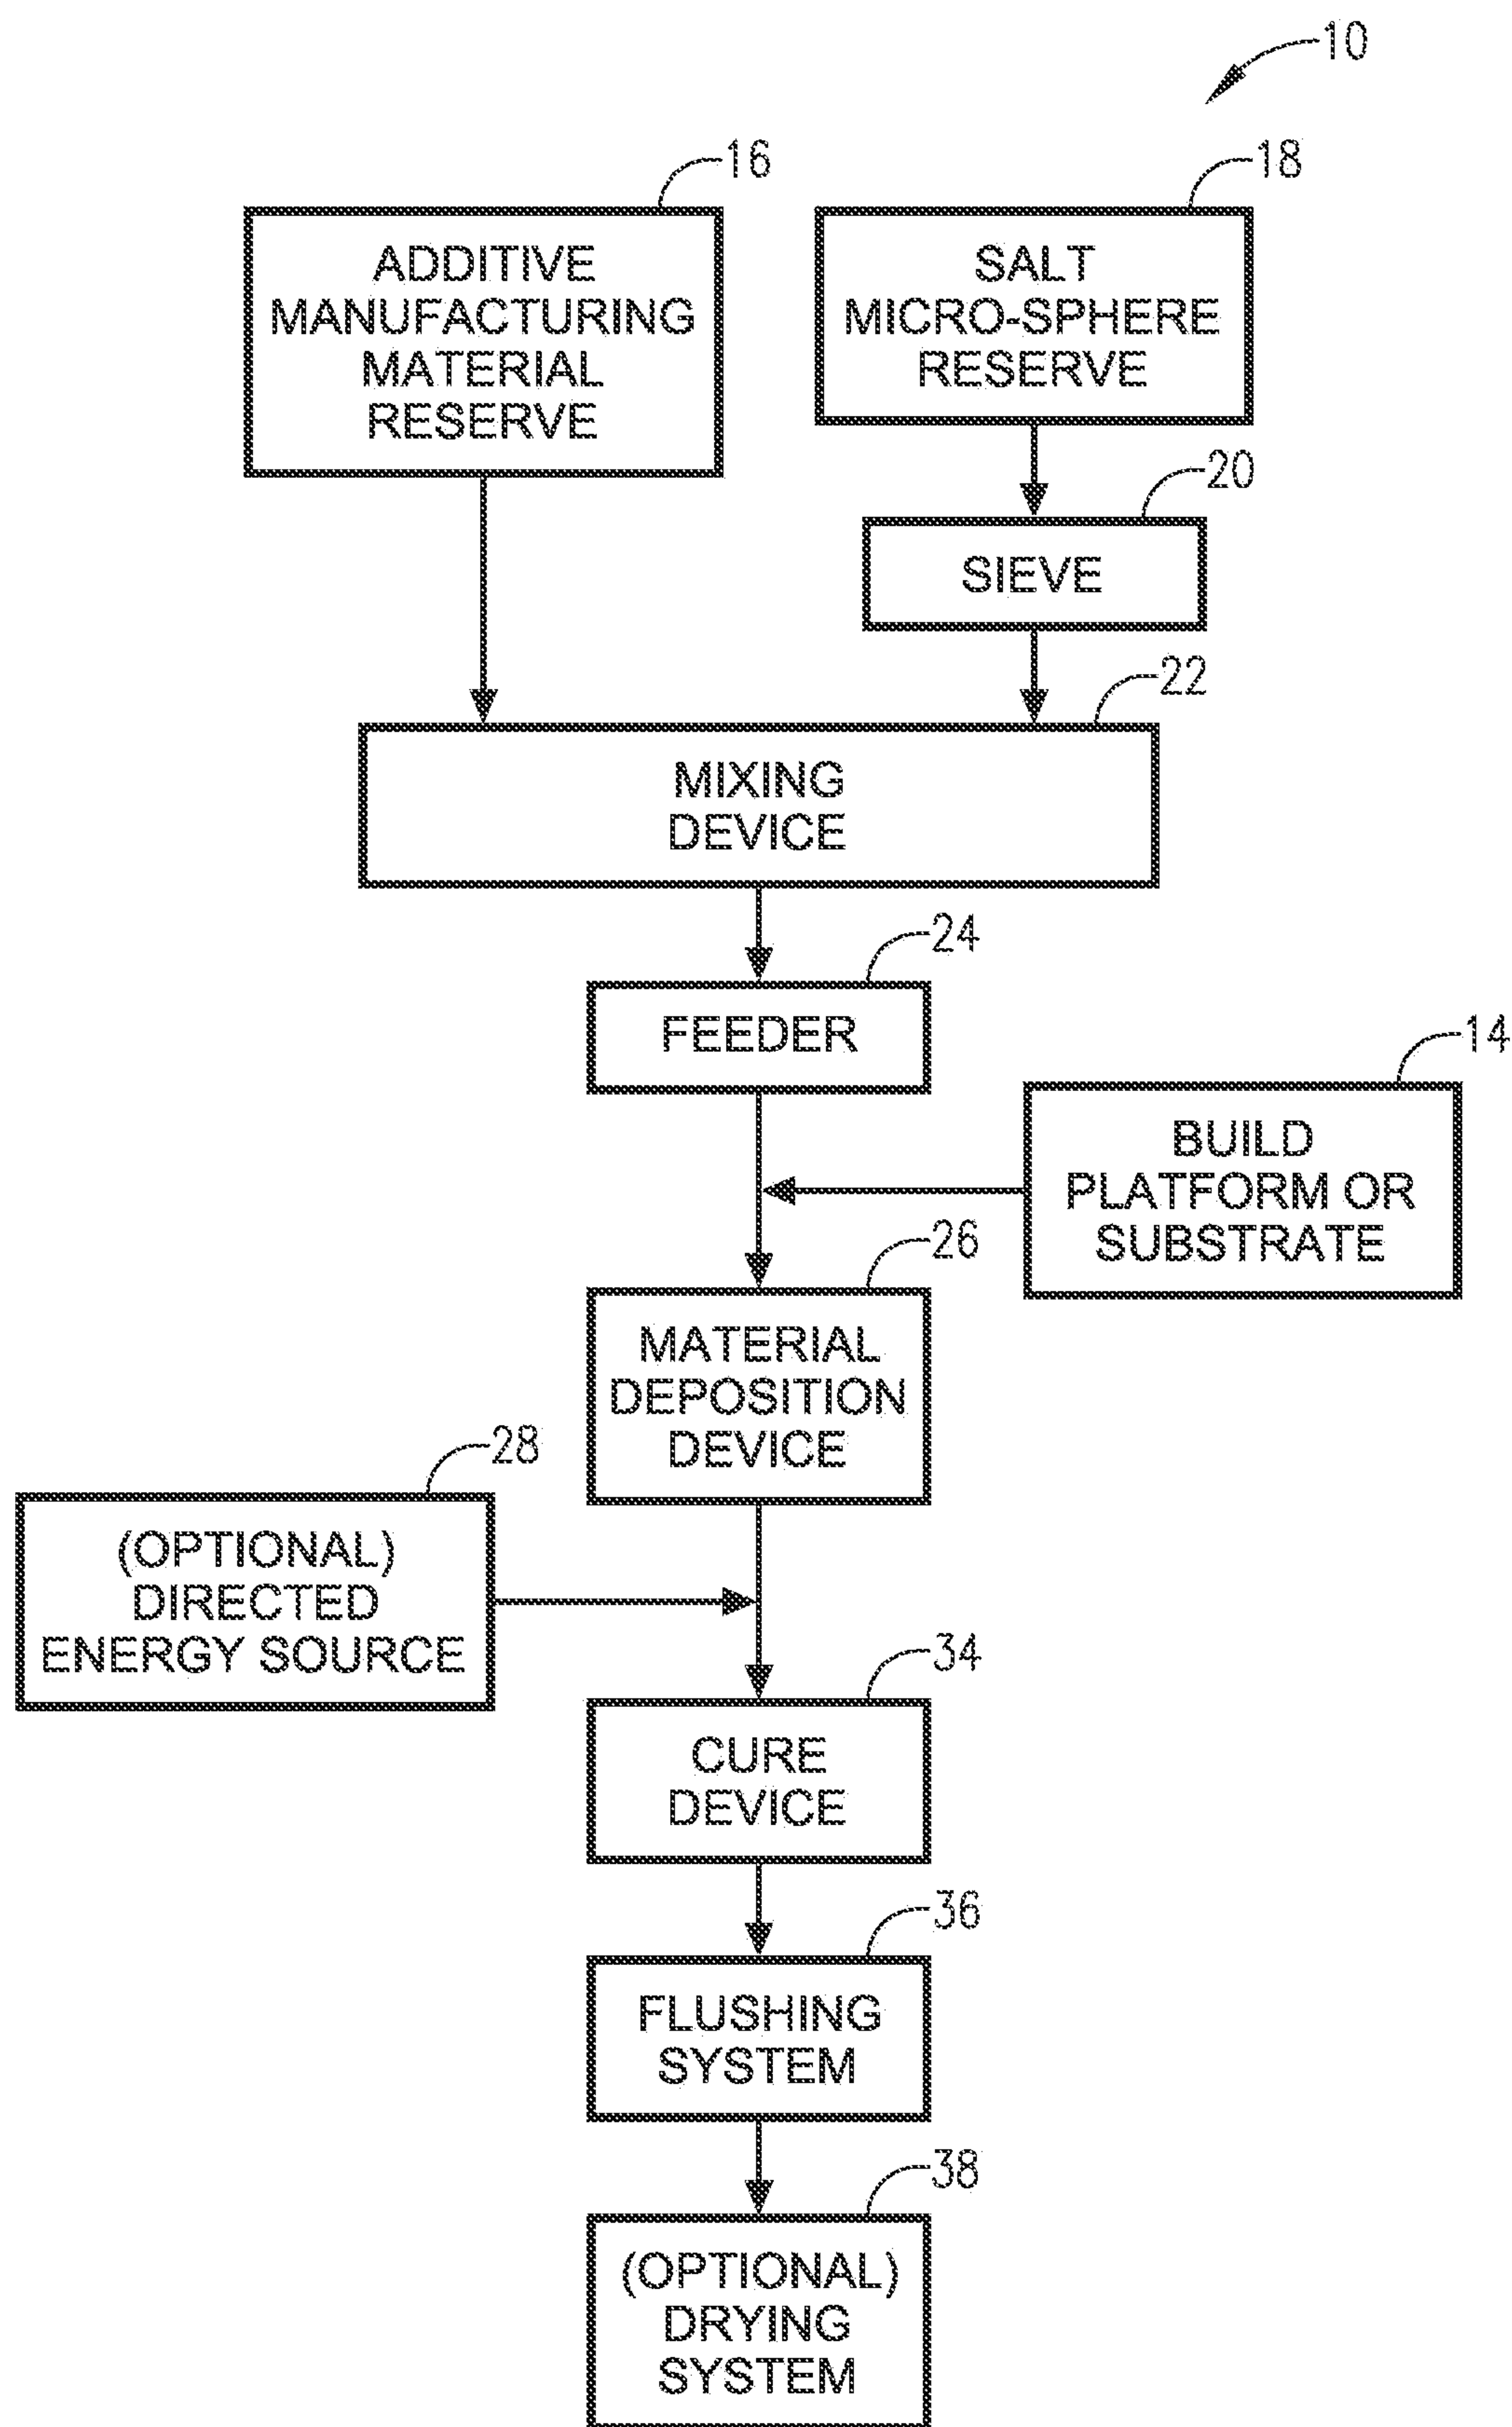 10
16
18
ADDITIVE
MANUFACTURING
MATERIAL
RESERVE
SALT
MICRO-SPHERE
RESERVE
20
SIEVE
22
MIXING
DEVICE
24
FEEDER
14
BUILD
PLATFORM OR
SUBSTRATE
26
MATERIAL
DEPOSITION
DEVICE
28
(OPTIONAL)
DIRECTED
ENERGY SOURCE
34
CURE
DEVICE
36
FLUSHING
SYSTEM
38
(OPTIONAL)
DRYING
SYSTEM